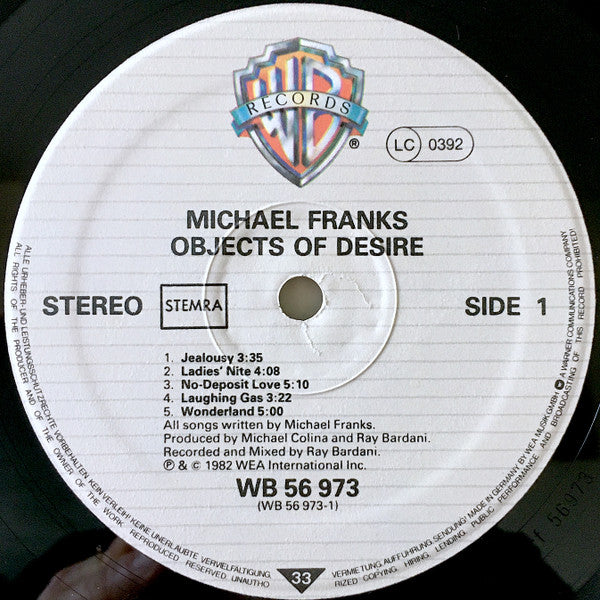 WB
RECORDS
®
LC 0392
MICHAEL FRANKS
OBJECTS OF DESIRE
STEREO
STEMRA
SIDE 1
1. Jealousy 3:35
2. Ladies' Nite 4:08
3. No-Deposit Love 5:10
4. Laughing Gas 3:22
5. Wonderland 5:00
All songs written by Michael Franks.
Produced by Michael Colina and Ray Bardani.
Recorded and Mixed by Ray Bardani.
℗ & © 1982 WEA International Inc.
WB 56 973
(WB 56 973-1)
33
ALLE URHEBER-UND LEISTUNGSSCHUTZRECHTE VORBEHALTEN. KEIN VERLEIH! KEINE UNERLAUBTE VERVIELFÄLTIGUNG, VERMIETUNG, AUFFÜHRUNG, SENDUNG! MADE IN GERMANY BY WEA MUSIK GMBH A WARNER COMMUNICATIONS COMPANY
ALL RIGHTS OF THE PRODUCER AND OF THE OWNER OF THE WORK REPRODUCED RESERVED. UNAUTHORIZED COPYING, HIRING, LENDING, PUBLIC PERFORMANCE AND BROADCASTING OF THIS RECORD PROHIBITED!
56973